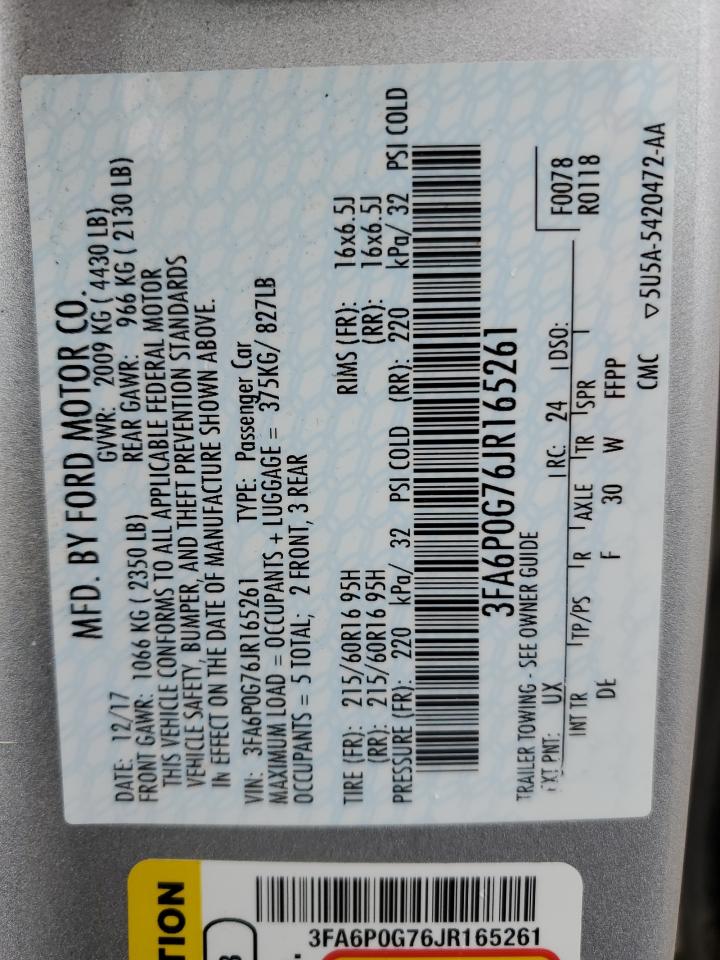 MFD. BY FORD MOTOR CO.
DATE: 12/17 GVWR: 2009 KG ( 4430 LB)
FRONT GAWR: 1066 KG ( 2350 LB) REAR GAWR: 966 KG ( 2130 LB)
THIS VEHICLE CONFORMS TO ALL APPLICABLE FEDERAL MOTOR
VEHICLE SAFETY, BUMPER, AND THEFT PREVENTION STANDARDS
IN EFFECT ON THE DATE OF MANUFACTURE SHOWN ABOVE.
VIN: 3FA6P0G76JR165261 TYPE: Passenger Car
MAXIMUM LOAD = OCCUPANTS + LUGGAGE = 375KG/ 827LB
OCCUPANTS = 5 TOTAL; 2 FRONT, 3 REAR
TIRE (FR): 215/60R16 95H RIMS (FR): 16x6.5J
(RR): 215/60R16 95H (RR): 16x6.5J
PRESSURE (FR): 220 kPa/ 32 PSI COLD (RR): 220 kPa/ 32 PSI COLD
3FA6P0G76JR165261
TRAILER TOWING - SEE OWNER GUIDE
EXT PNT: UX RC: 24 DSO: F0078
R0118
INT TR TP/PS R AXLE TR SPR
DE F 30 W FFPP
CMC ▽5U5A-5420472-AA
TION
3FA6P0G76JR165261